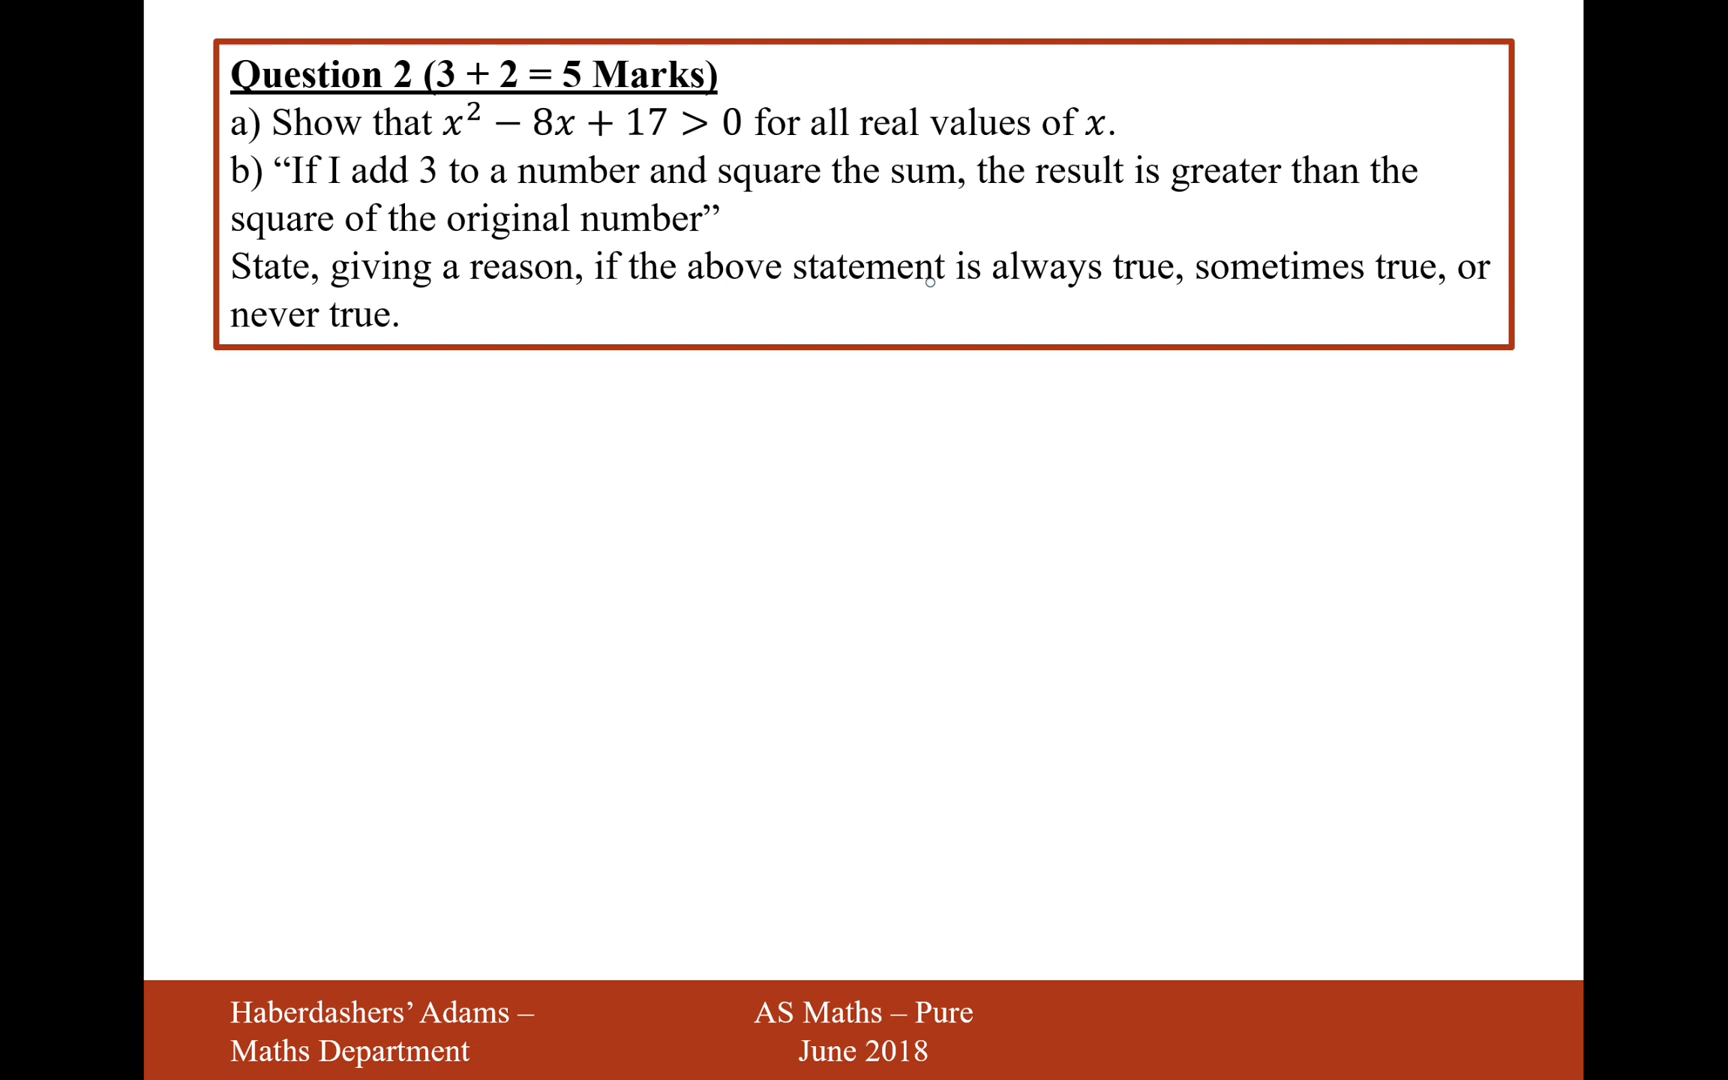 Question 2 (3 + 2 = 5 Marks)
a) Show that x² − 8x + 17 > 0 for all real values of x.
b) “If I add 3 to a number and square the sum, the result is greater than the
square of the original number”
State, giving a reason, if the above statement is always true, sometimes true, or
never true.
Haberdashers’ Adams –
Maths Department
AS Maths – Pure
June 2018